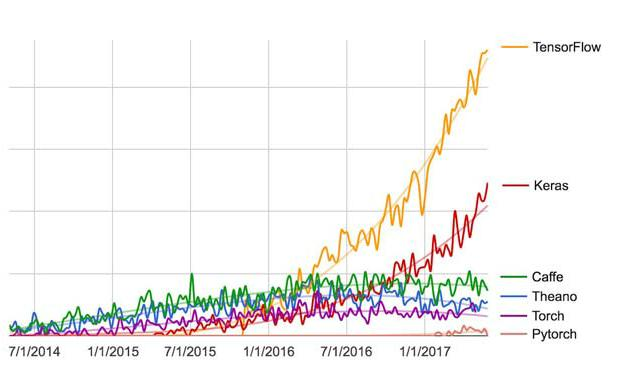 TensorFlow
Keras
Caffe
Theano
Torch
Pytorch
7/1/2014 1/1/2015 7/1/2015 1/1/2016 7/1/2016 1/1/2017